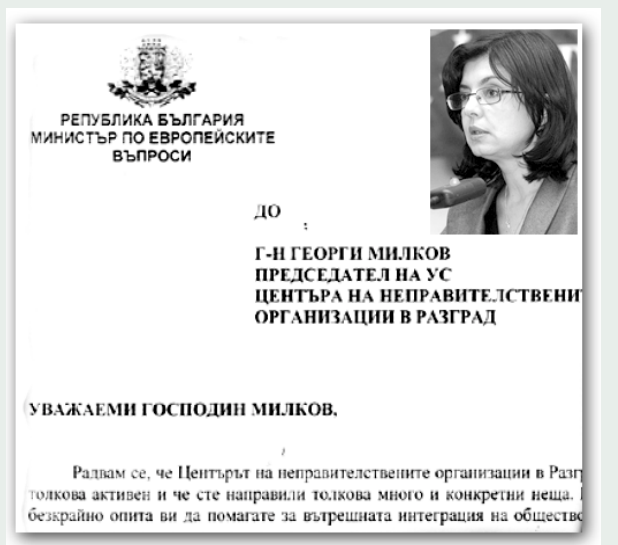 РЕПУБЛИКА БЪЛГАРИЯ
МИНИСТЪР ПО ЕВРОПЕЙСКИТЕ
ВЪПРОСИ
ДО
Г-Н ГЕОРГИ МИЛКОВ
ПРЕДСЕДАТЕЛ НА УС
ЦЕНТЪРА НА НЕПРАВИТЕЛСТВЕНИ
ОРГАНИЗАЦИИ В РАЗГРАД
УВАЖАЕМИ ГОСПОДИН МИЛКОВ,
Радвам се, че Центърът на неправителствените организации в Разг
толкова активен и че сте направили толкова много и конкретни неща.
безкрайно опита ви да помагате за вътрешната интеграция на обществ